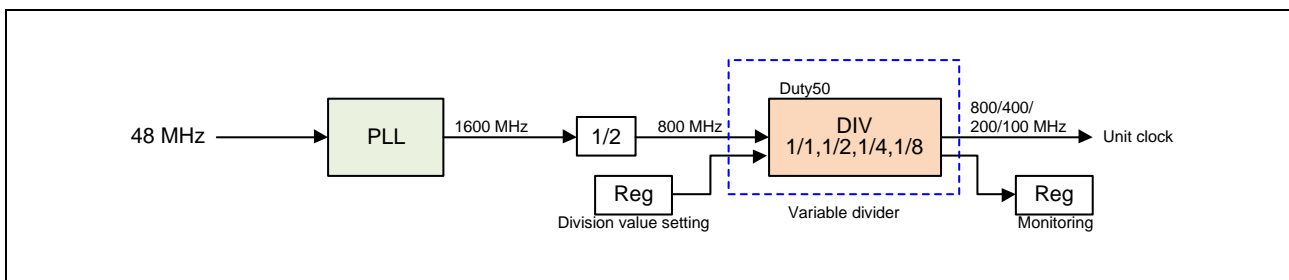 48 MHz
PLL
1600 MHz
1/2
800 MHz
Duty50
DIV
1/1,1/2,1/4,1/8
800/400/
200/100 MHz
Unit clock
Reg
Division value setting
Variable divider
Reg
Monitoring